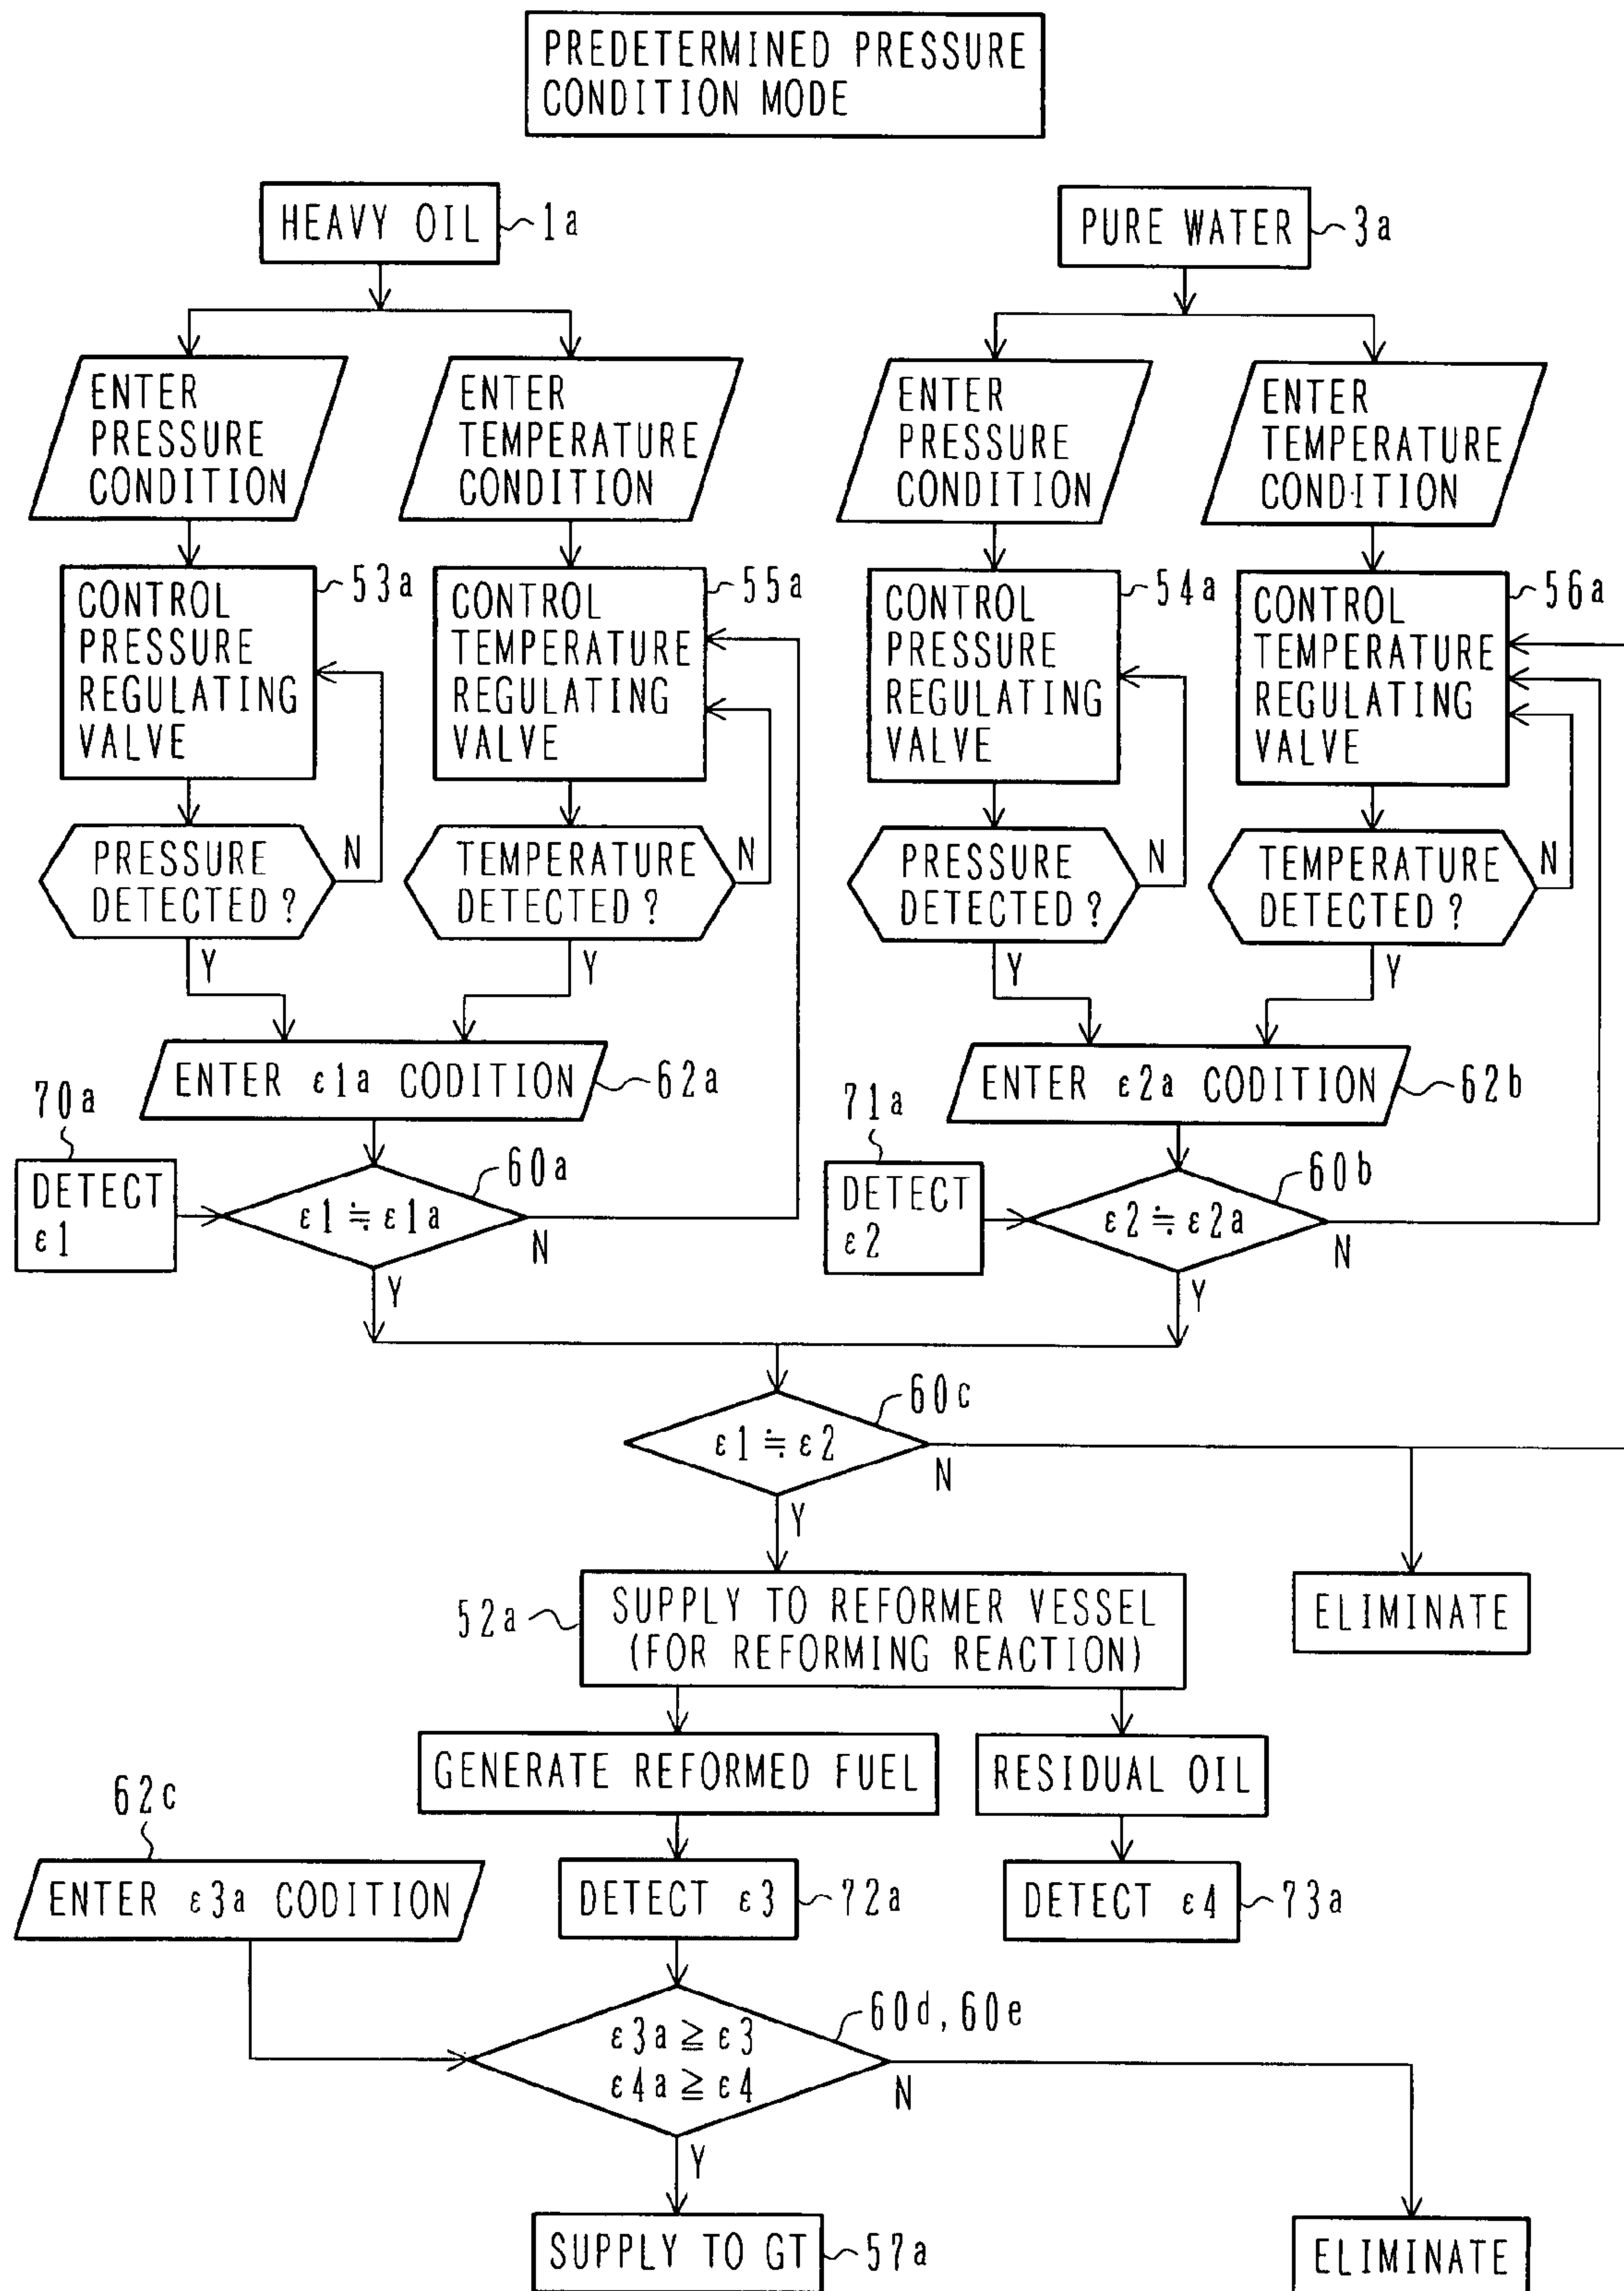 PREDETERMINED PRESSURE
CONDITION MODE
HEAVY OIL
1a
PURE WATER
3a
ENTER
PRESSURE
CONDITION
ENTER
TEMPERATURE
CONDITION
ENTER
PRESSURE
CONDITION
ENTER
TEMPERATURE
CONDITION
CONTROL
PRESSURE
REGULATING
VALVE
53a
CONTROL
TEMPERATURE
REGULATING
VALVE
55a
CONTROL
PRESSURE
REGULATING
VALVE
54a
CONTROL
TEMPERATURE
REGULATING
VALVE
56a
PRESSURE
DETECTED?
N
Y
TEMPERATURE
DETECTED?
N
Y
PRESSURE
DETECTED?
N
Y
TEMPERATURE
DETECTED?
N
Y
ENTER ε1a CODITION
62a
ENTER ε2a CODITION
62b
70a
DETECT
ε1
60a
ε1≒ε1a
N
Y
71a
DETECT
ε2
60b
ε2≒ε2a
N
Y
60c
ε1≒ε2
N
Y
52a
SUPPLY TO REFORMER VESSEL
(FOR REFORMING REACTION)
ELIMINATE
GENERATE REFORMED FUEL
RESIDUAL OIL
62c
ENTER ε3a CODITION
DETECT ε3
72a
DETECT ε4
73a
60d,60e
ε3a≧ε3
ε4a≧ε4
N
Y
SUPPLY TO GT
57a
ELIMINATE